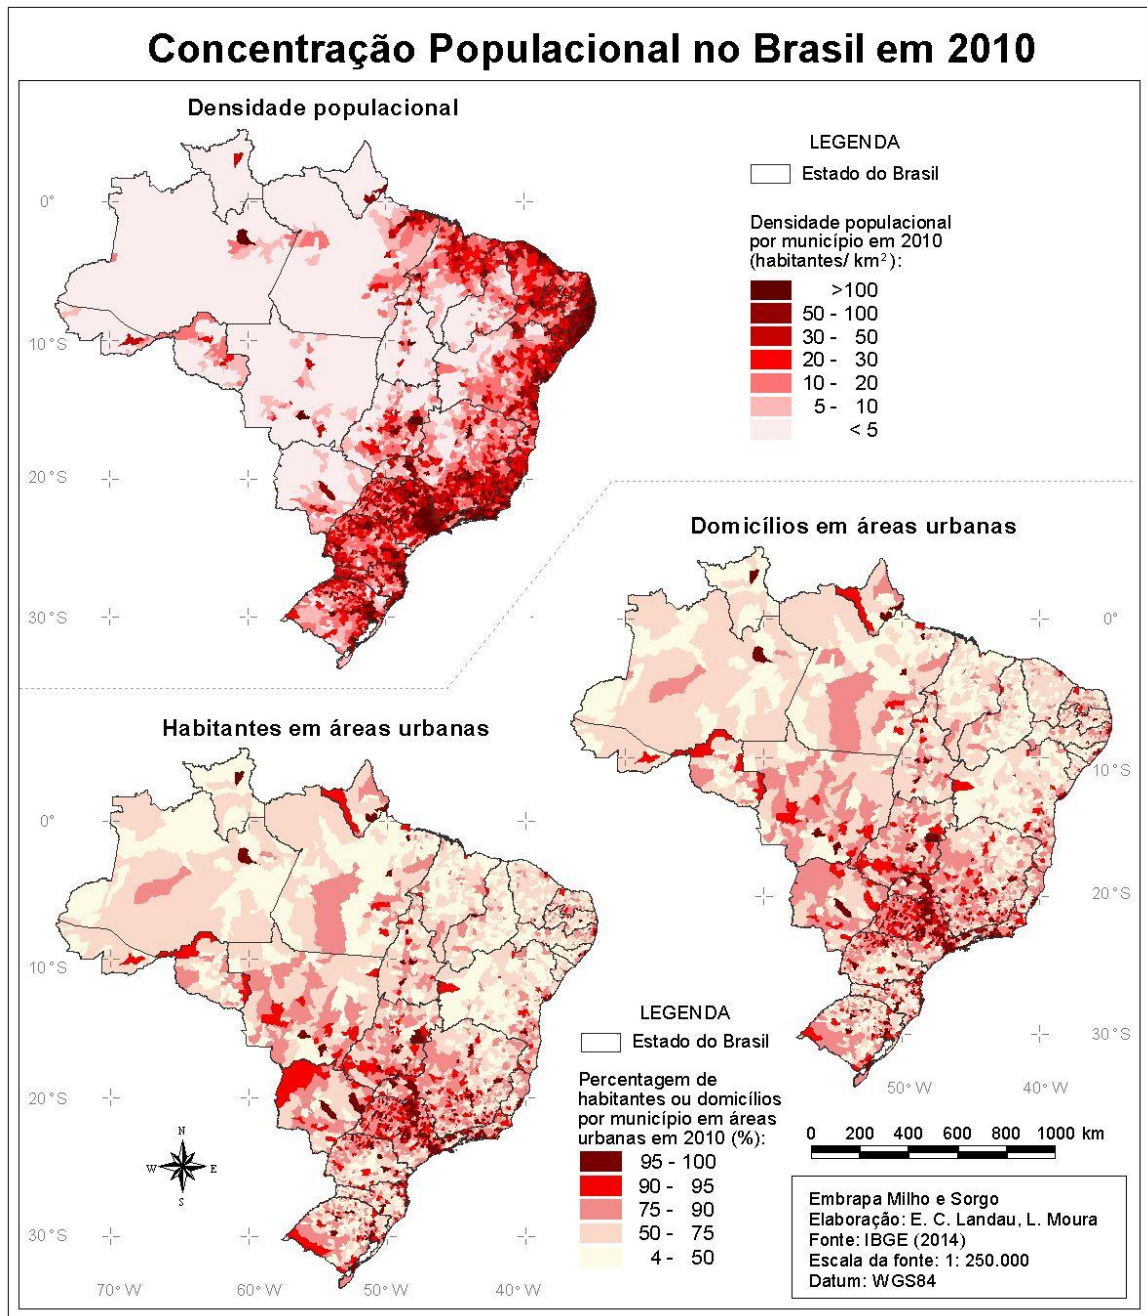 Concentração Populacional no Brasil em 2010
Densidade populacional
LEGENDA
Estado do Brasil
Densidade populacional
por município em 2010
(habitantes/ km²):
>100
50 - 100
30 - 50
20 - 30
10 - 20
5 - 10
< 5
0°
10°S
20°S
30°S
Domicílios em áreas urbanas
0°
10°S
20°S
30°S
50°W
40°W
Habitantes em áreas urbanas
0°
10°S
20°S
30°S
70°W
60°W
50°W
40°W
N
W
E
S
LEGENDA
Estado do Brasil
Percentagem de
habitantes ou domicílios
por município em áreas
urbanas em 2010 (%):
95 - 100
90 - 95
75 - 90
50 - 75
4 - 50
0 200 400 600 800 1000 km
Embrapa Milho e Sorgo
Elaboração: E. C. Landau, L. Moura
Fonte: IBGE (2014)
Escala da fonte: 1: 250.000
Datum: WGS84